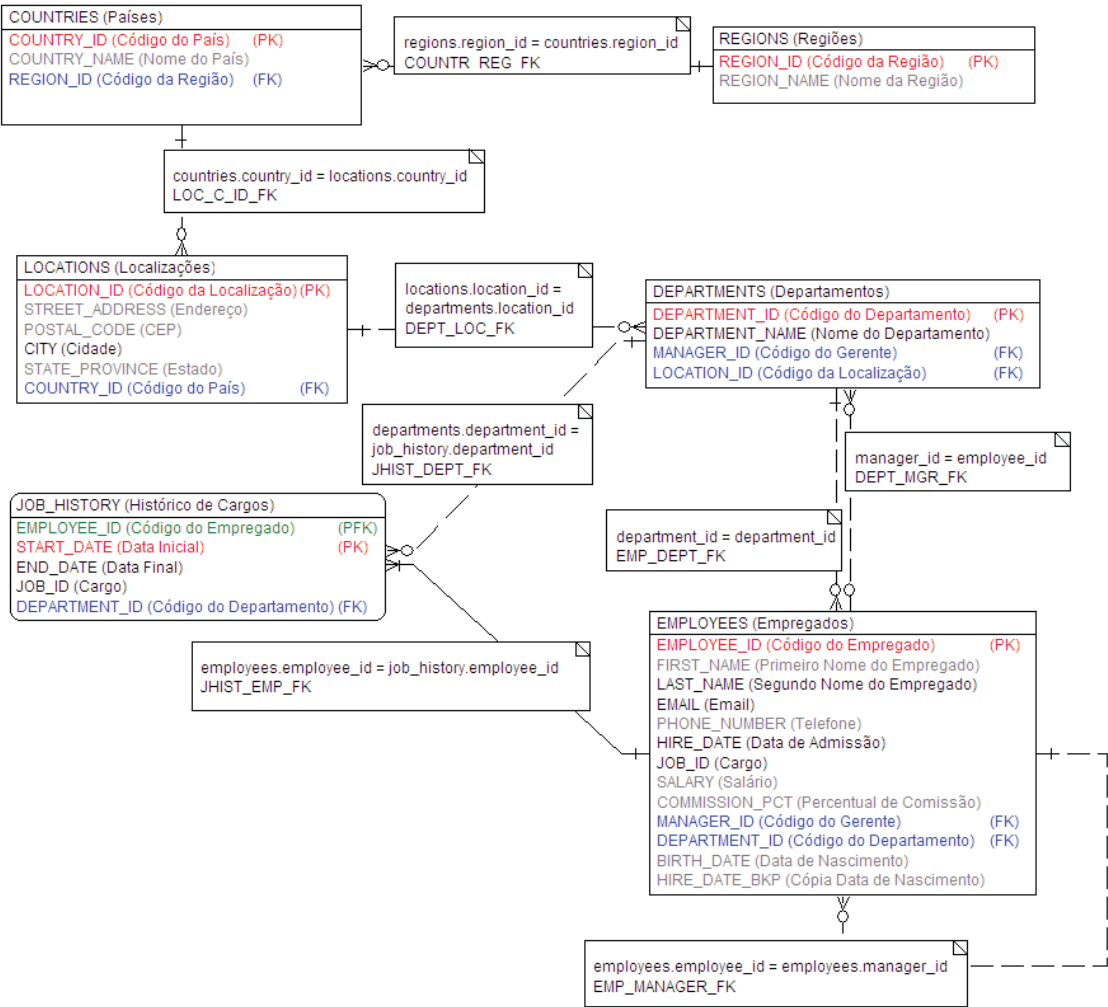 COUNTRIES (Países)
COUNTRY_ID (Código do País) (PK)
COUNTRY_NAME (Nome do País)
REGION_ID (Código da Região) (FK)
regions.region_id = countries.region_id
COUNTR_REG_FK
REGIONS (Regiões)
REGION_ID (Código da Região) (PK)
REGION_NAME (Nome da Região)
countries.country_id = locations.country_id
LOC_C_ID_FK
LOCATIONS (Localizações)
LOCATION_ID (Código da Localização) (PK)
STREET_ADDRESS (Endereço)
POSTAL_CODE (CEP)
CITY (Cidade)
STATE_PROVINCE (Estado)
COUNTRY_ID (Código do País) (FK)
locations.location_id =
departments.location_id
DEPT_LOC_FK
DEPARTMENTS (Departamentos)
DEPARTMENT_ID (Código do Departamento) (PK)
DEPARTMENT_NAME (Nome do Departamento)
MANAGER_ID (Código do Gerente) (FK)
LOCATION_ID (Código da Localização) (FK)
departments.department_id =
job_history.department_id
JHIST_DEPT_FK
manager_id = employee_id
DEPT_MGR_FK
JOB_HISTORY (Histórico de Cargos)
EMPLOYEE_ID (Código do Empregado) (PFK)
START_DATE (Data Inicial) (PK)
END_DATE (Data Final)
JOB_ID (Cargo)
DEPARTMENT_ID (Código do Departamento) (FK)
department_id = department_id
EMP_DEPT_FK
employees.employee_id = job_history.employee_id
JHIST_EMP_FK
EMPLOYEES (Empregados)
EMPLOYEE_ID (Código do Empregado) (PK)
FIRST_NAME (Primeiro Nome do Empregado)
LAST_NAME (Segundo Nome do Empregado)
EMAIL (Email)
PHONE_NUMBER (Telefone)
HIRE_DATE (Data de Admissão)
JOB_ID (Cargo)
SALARY (Salário)
COMMISSION_PCT (Percentual de Comissão)
MANAGER_ID (Código do Gerente) (FK)
DEPARTMENT_ID (Código do Departamento) (FK)
BIRTH_DATE (Data de Nascimento)
HIRE_DATE_BKP (Cópia Data de Nascimento)
employees.employee_id = employees.manager_id
EMP_MANAGER_FK